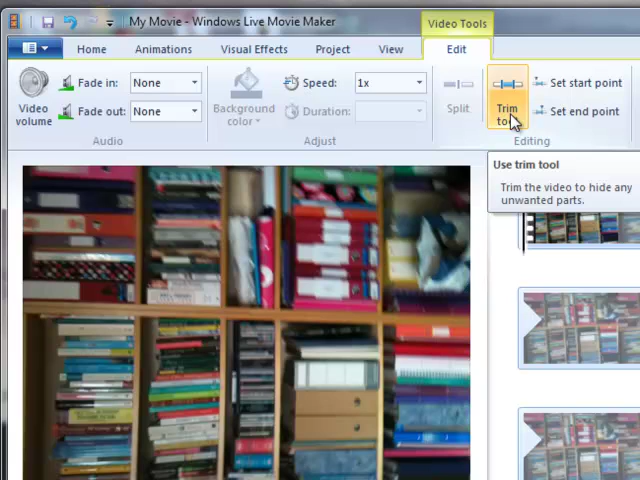 My Movie - Windows Live Movie Maker
Video Tools
Home Animations Visual Effects Project View Edit
Fade in: None Speed: 1x Set start point
Video volume Fade out: None Background color Duration: Split Trim tool Set end point
Audio Adjust Editing
Use trim tool
Trim the video to hide any
unwanted parts.